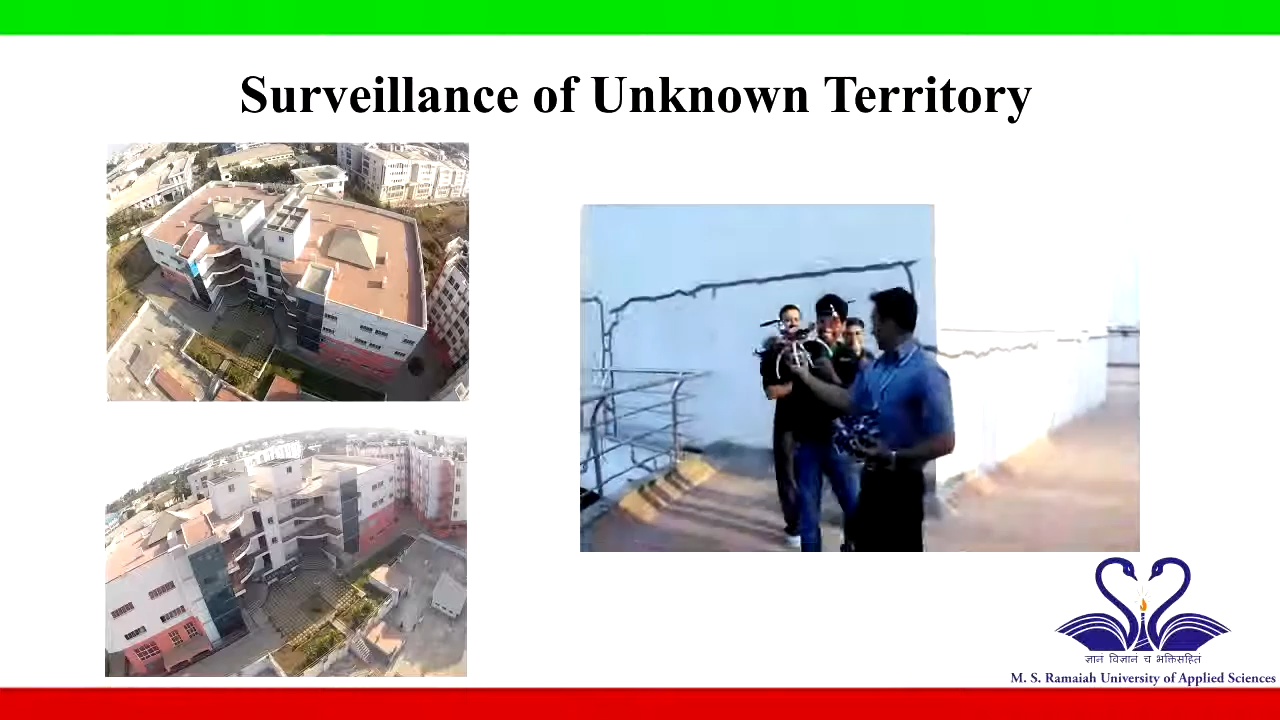 Surveillance of Unknown Territory
ज्ञानं विज्ञानं च भक्तिसहितं
M. S. Ramaiah University of Applied Sciences